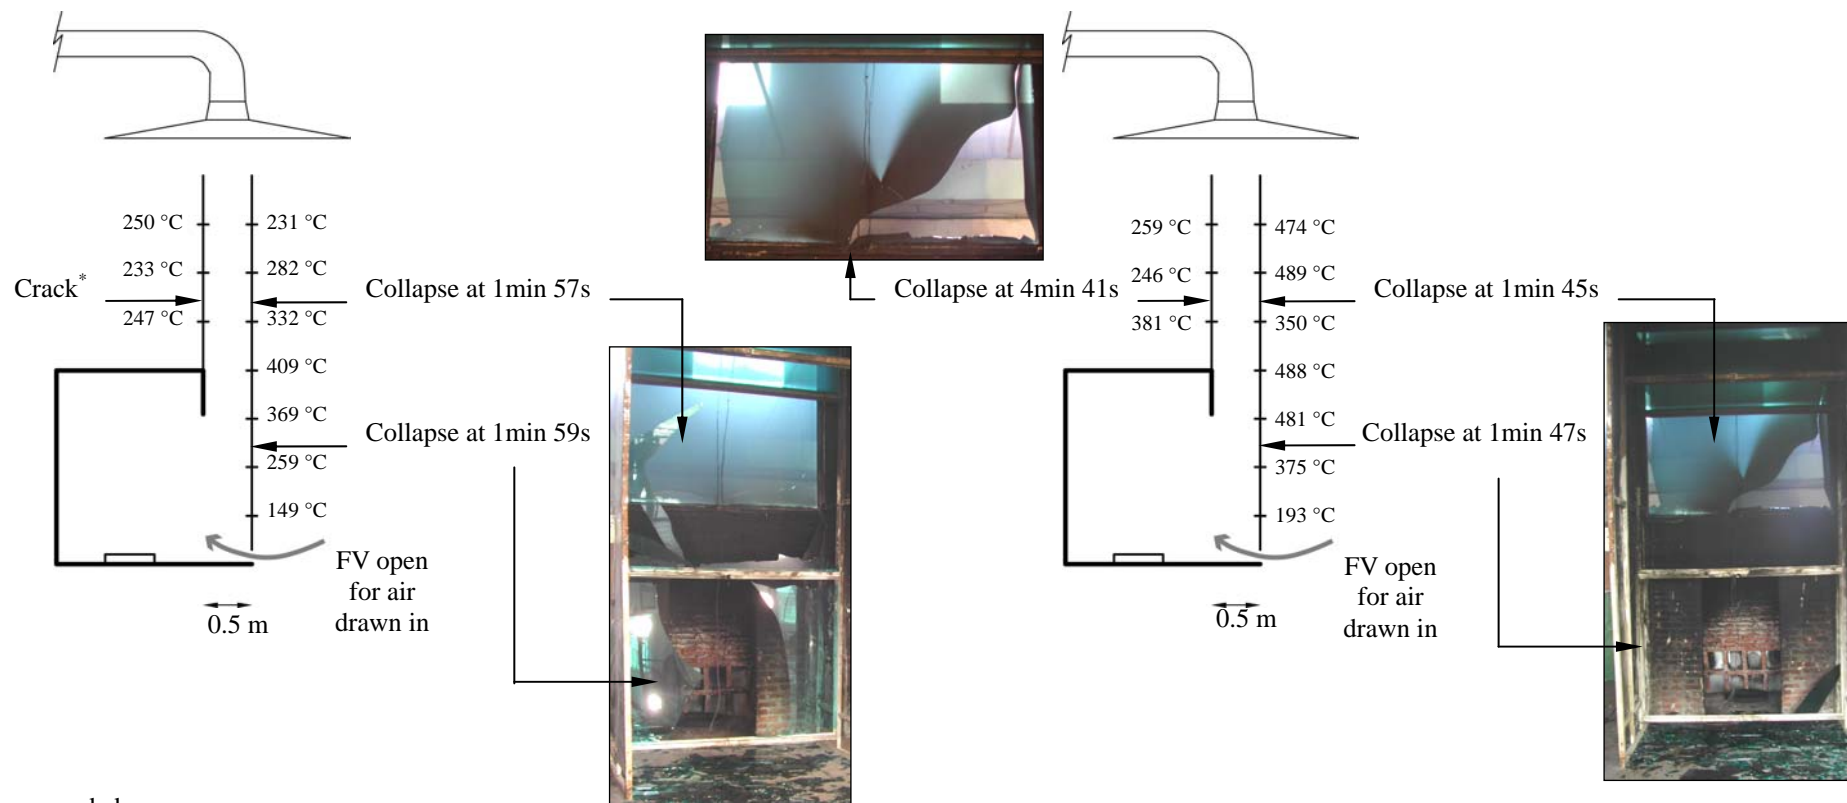 250 °C
231 °C
233 °C
282 °C
Crack*
Collapse at 1min 57s
247 °C
332 °C
409 °C
369 °C
Collapse at 1min 59s
259 °C
149 °C
FV open
for air
drawn in
0.5 m
259 °C
474 °C
246 °C
489 °C
Collapse at 4min 41s
Collapse at 1min 45s
381 °C
350 °C
488 °C
481 °C
Collapse at 1min 47s
375 °C
193 °C
FV open
for air
drawn in
0.5 m